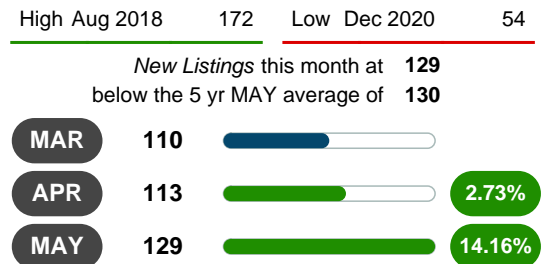 High Aug 2018 172 Low Dec 2020 54
New Listings this month at 129
below the 5 yr MAY average of 130
MAR 110
APR 113 2.73%
MAY 129 14.16%